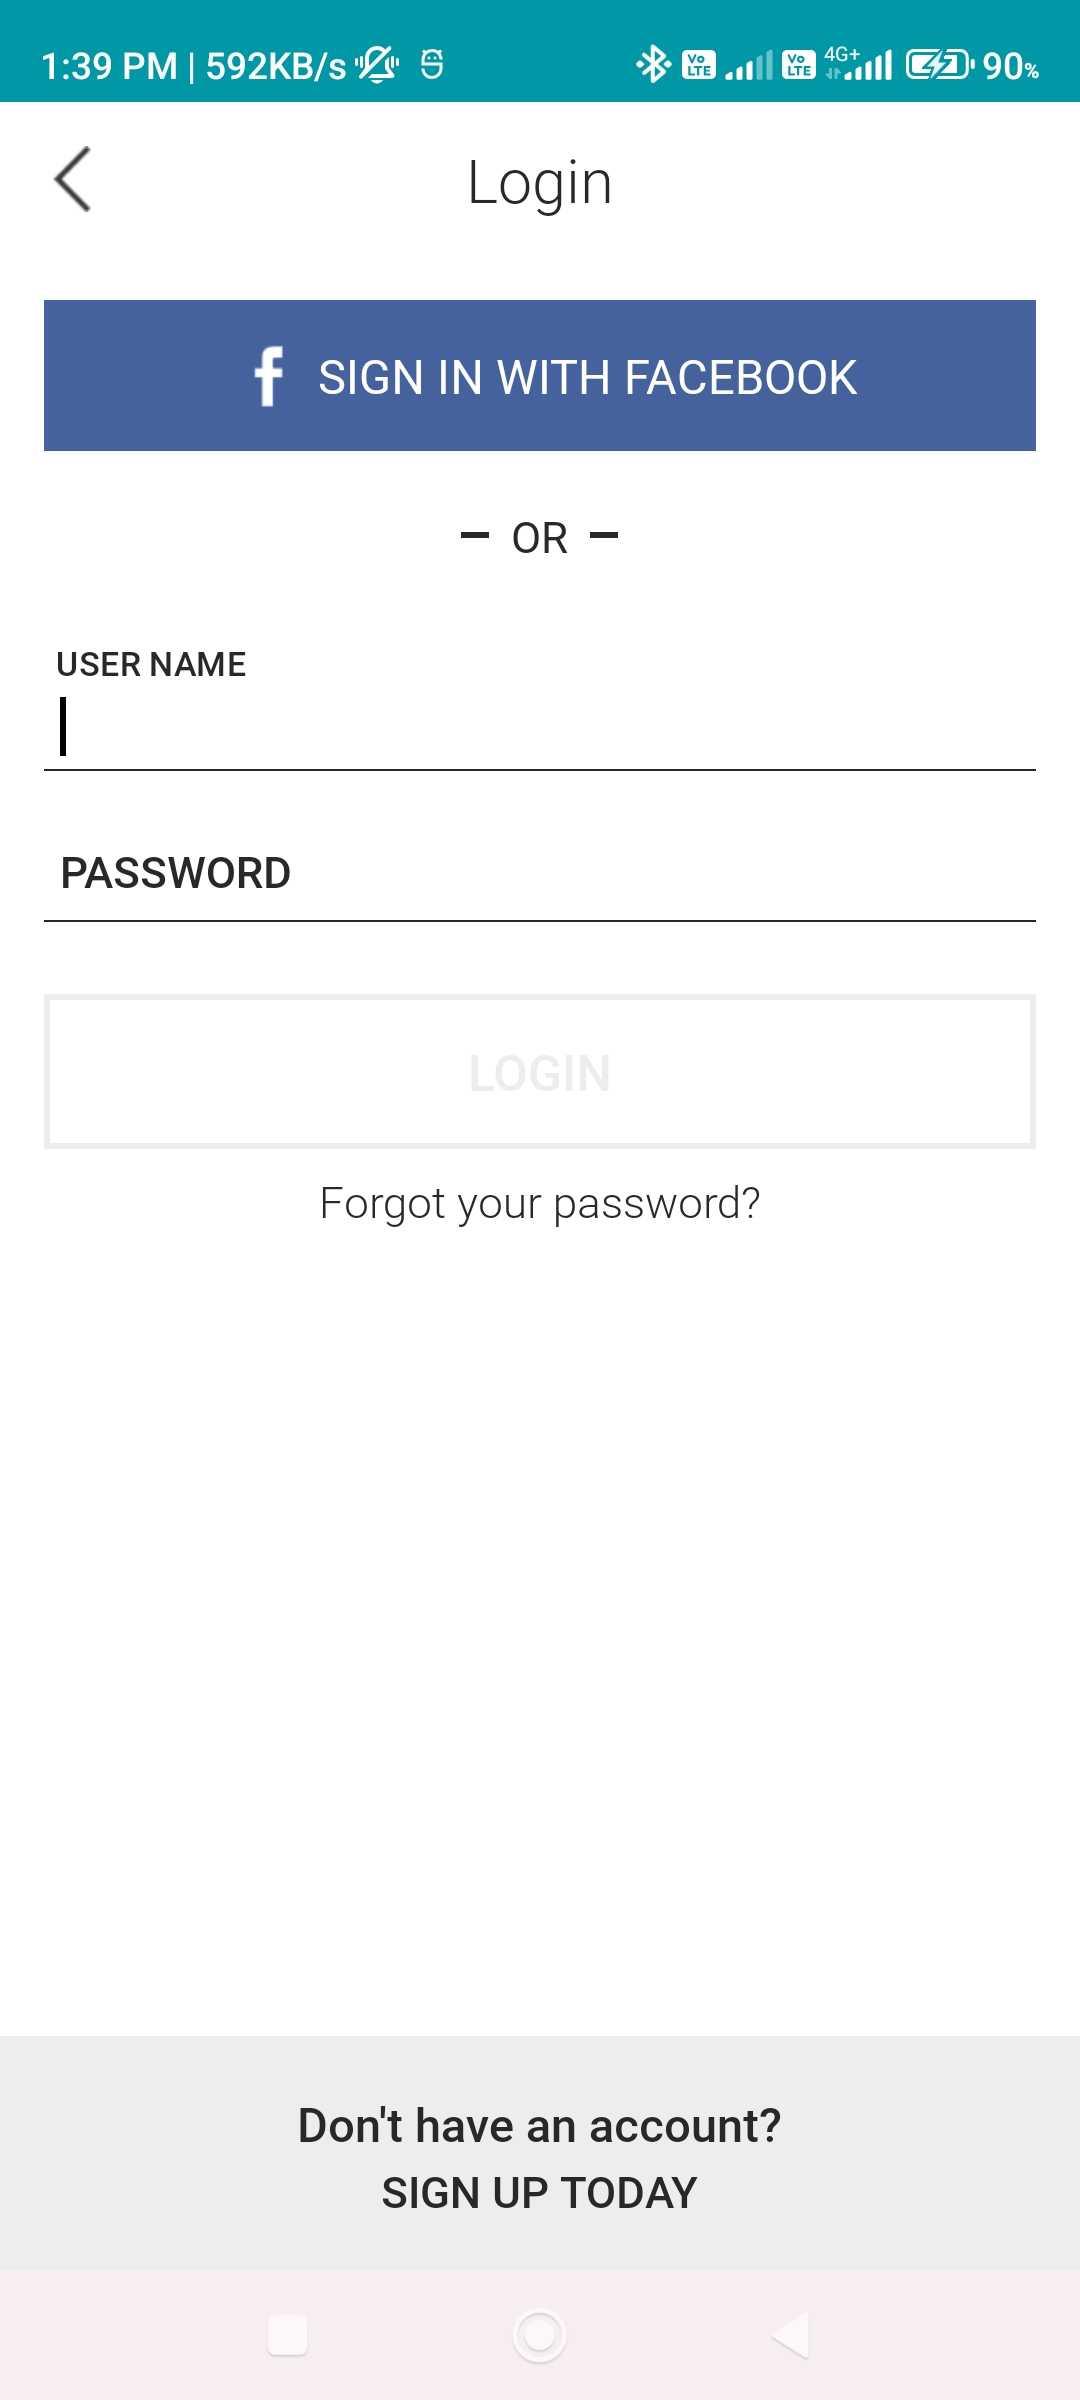 1:39 PM | 592KB/s Vo LTE Vo LTE 4G+ 90%
Login
f SIGN IN WITH FACEBOOK
– OR –
USER NAME
PASSWORD
LOGIN
Forgot your password?
Don't have an account?
SIGN UP TODAY